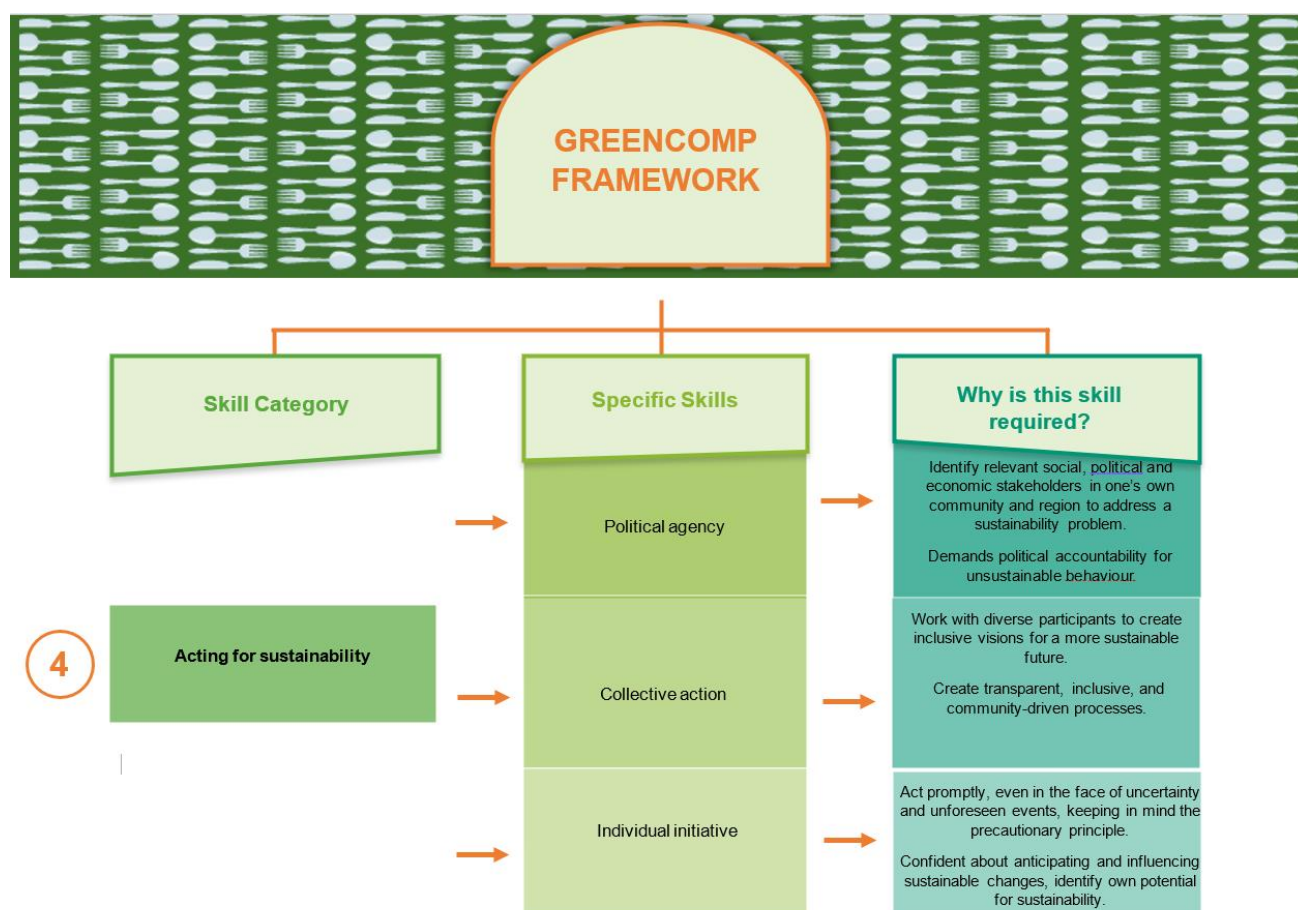 GREENCOMP
FRAMEWORK
Skill Category
Specific Skills
Why is this skill
required?
4
Acting for sustainability
Political agency
Identify relevant social, political and
economic stakeholders in one's own
community and region to address a
sustainability problem.
Demands political accountability for
unsustainable behaviour.
Collective action
Work with diverse participants to create
inclusive visions for a more sustainable
future.
Create transparent, inclusive, and
community-driven processes.
Individual initiative
Act promptly, even in the face of uncertainty
and unforeseen events, keeping in mind the
precautionary principle.
Confident about anticipating and influencing
sustainable changes, identify own potential
for sustainability.